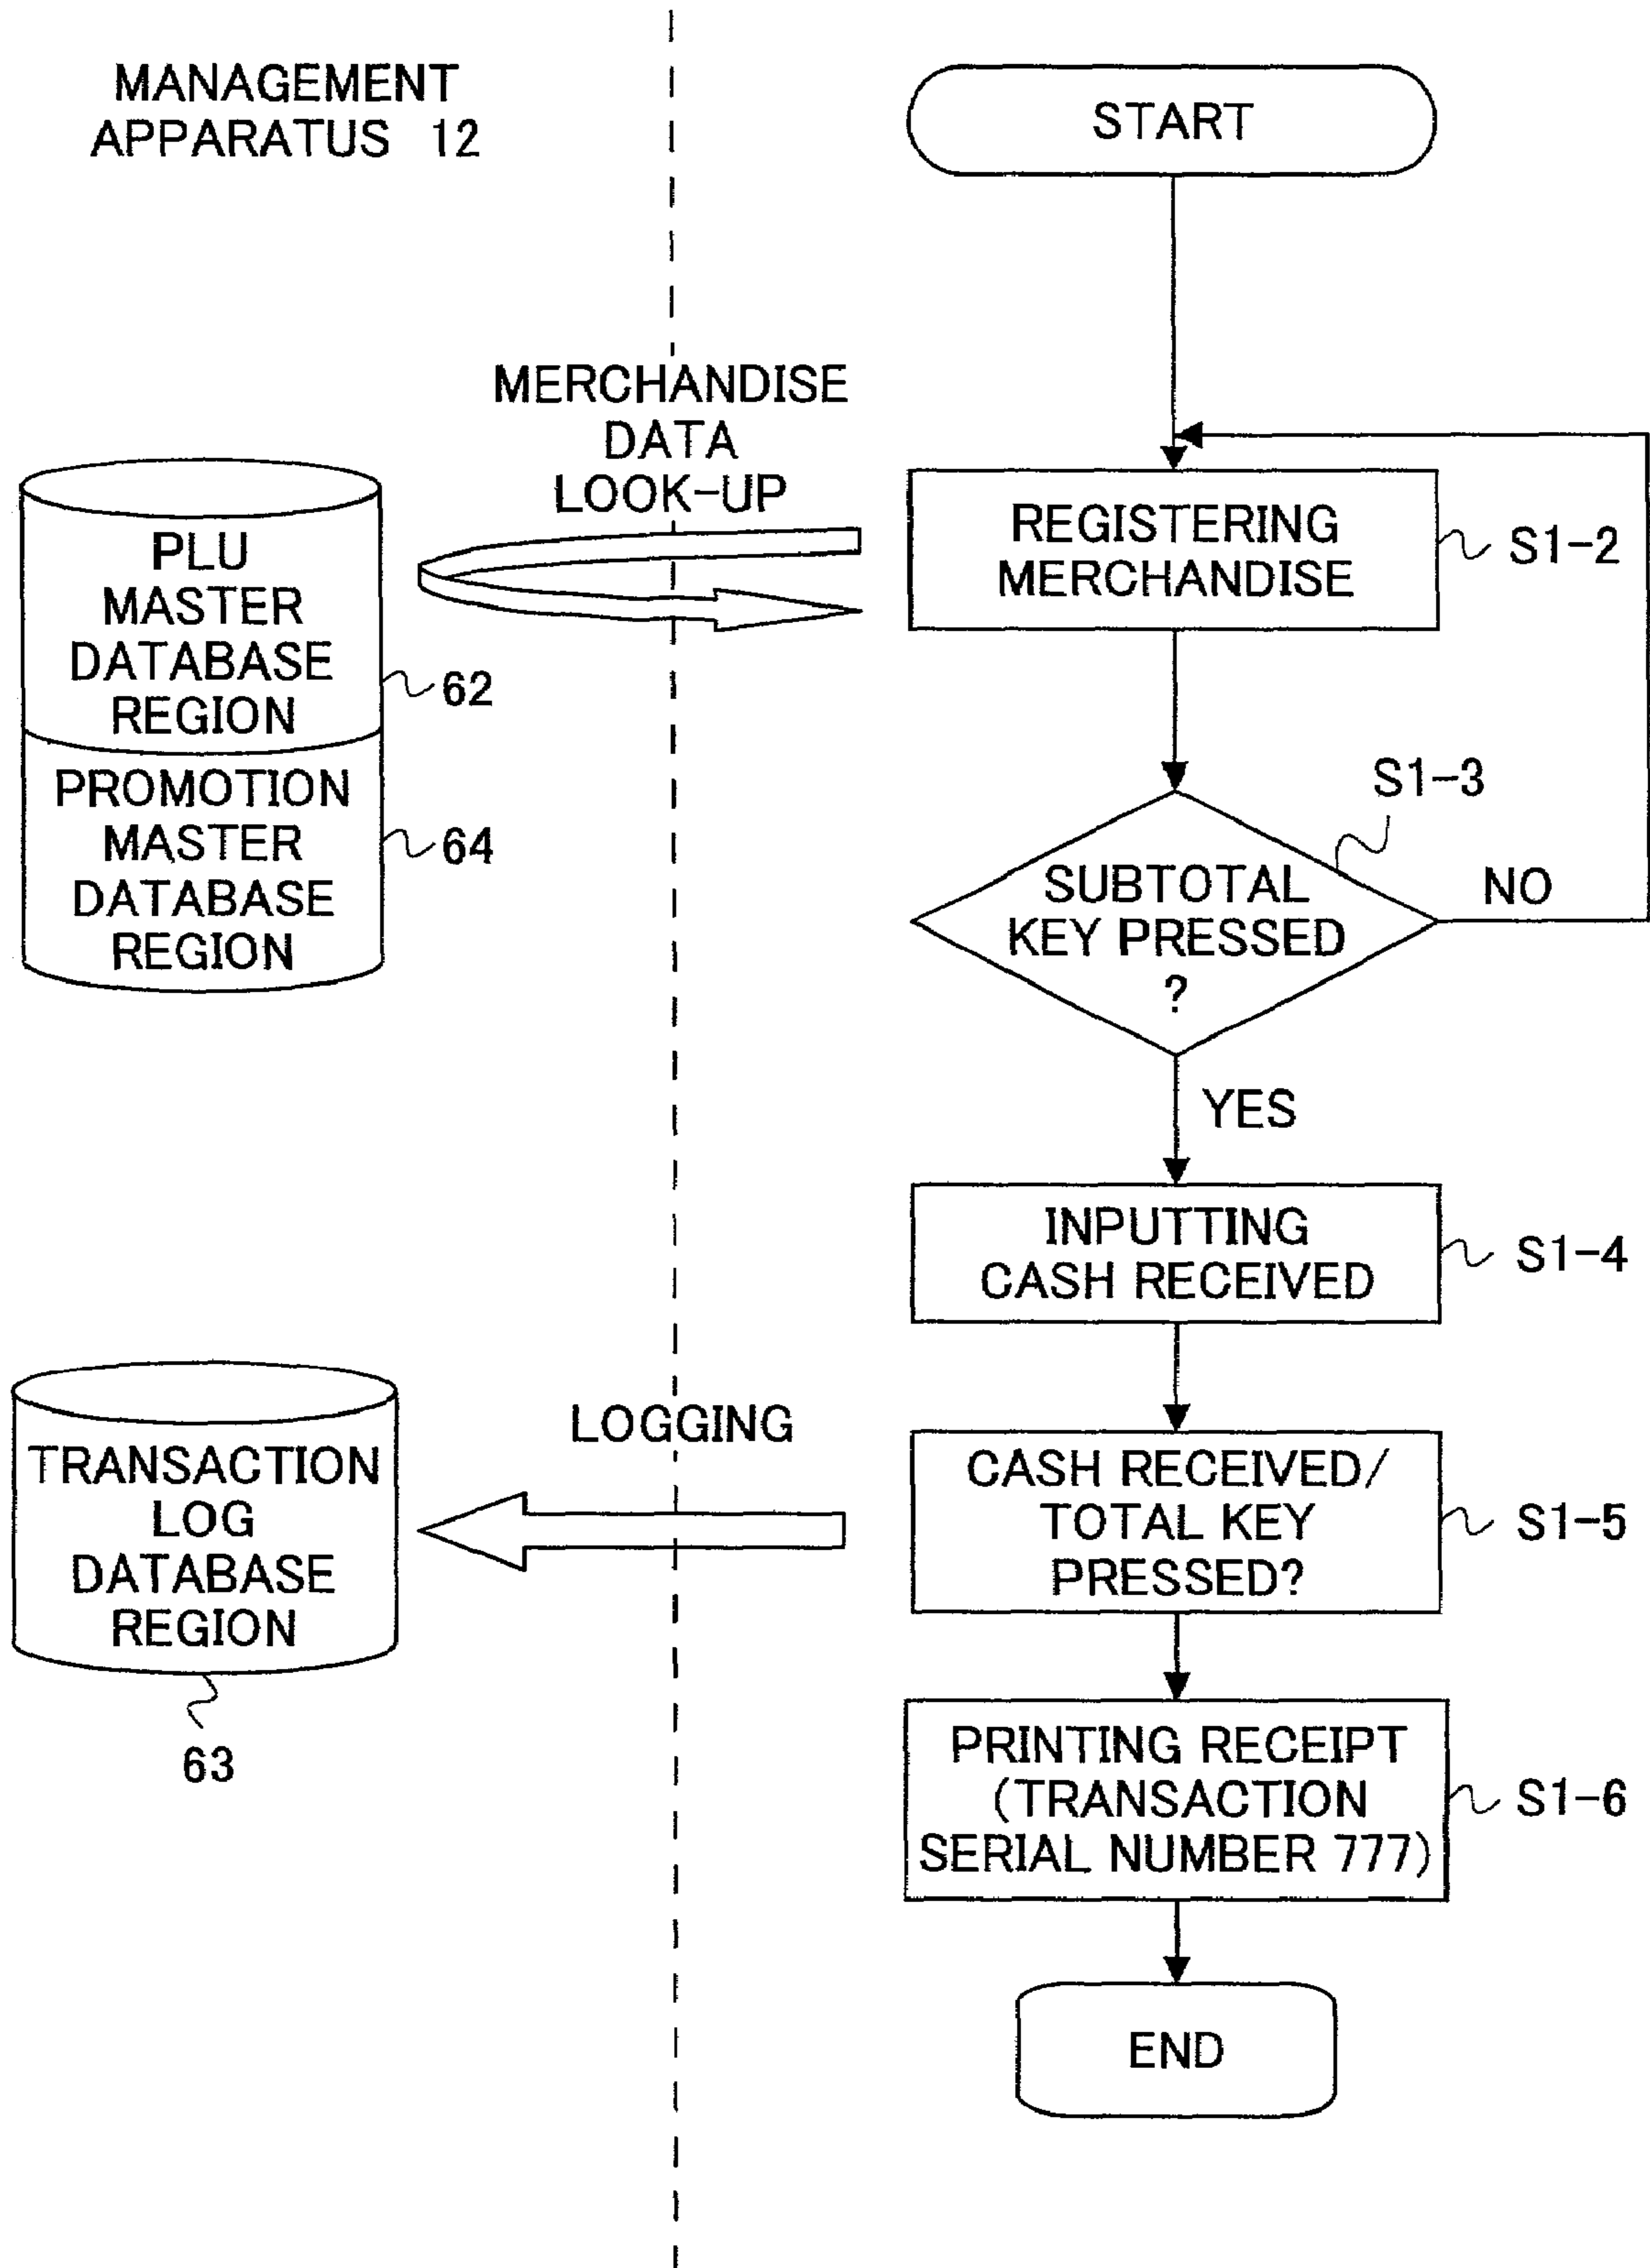 MANAGEMENT
APPARATUS 12
START
MERCHANDISE
DATA
LOOK-UP
PLU
MASTER
DATABASE
REGION
62
PROMOTION
MASTER
DATABASE
REGION
64
REGISTERING
MERCHANDISE
S1-2
S1-3
SUBTOTAL
KEY PRESSED
?
NO
YES
INPUTTING
CASH RECEIVED
S1-4
LOGGING
TRANSACTION
LOG
DATABASE
REGION
63
CASH RECEIVED/
TOTAL KEY
PRESSED?
S1-5
PRINTING RECEIPT
(TRANSACTION
SERIAL NUMBER 777)
S1-6
END